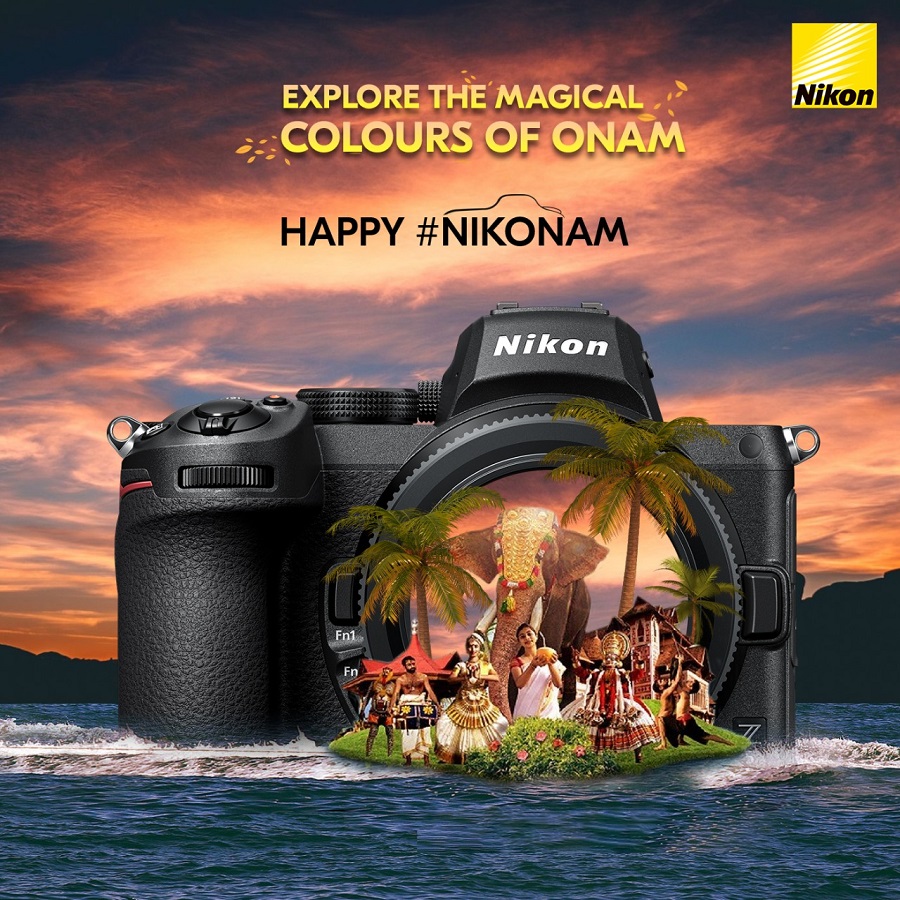 EXPLORE THE MAGICAL
COLOURS OF ONAM
Nikon
HAPPY #NIKONAM
Nikon
Fn1
Fn
Z